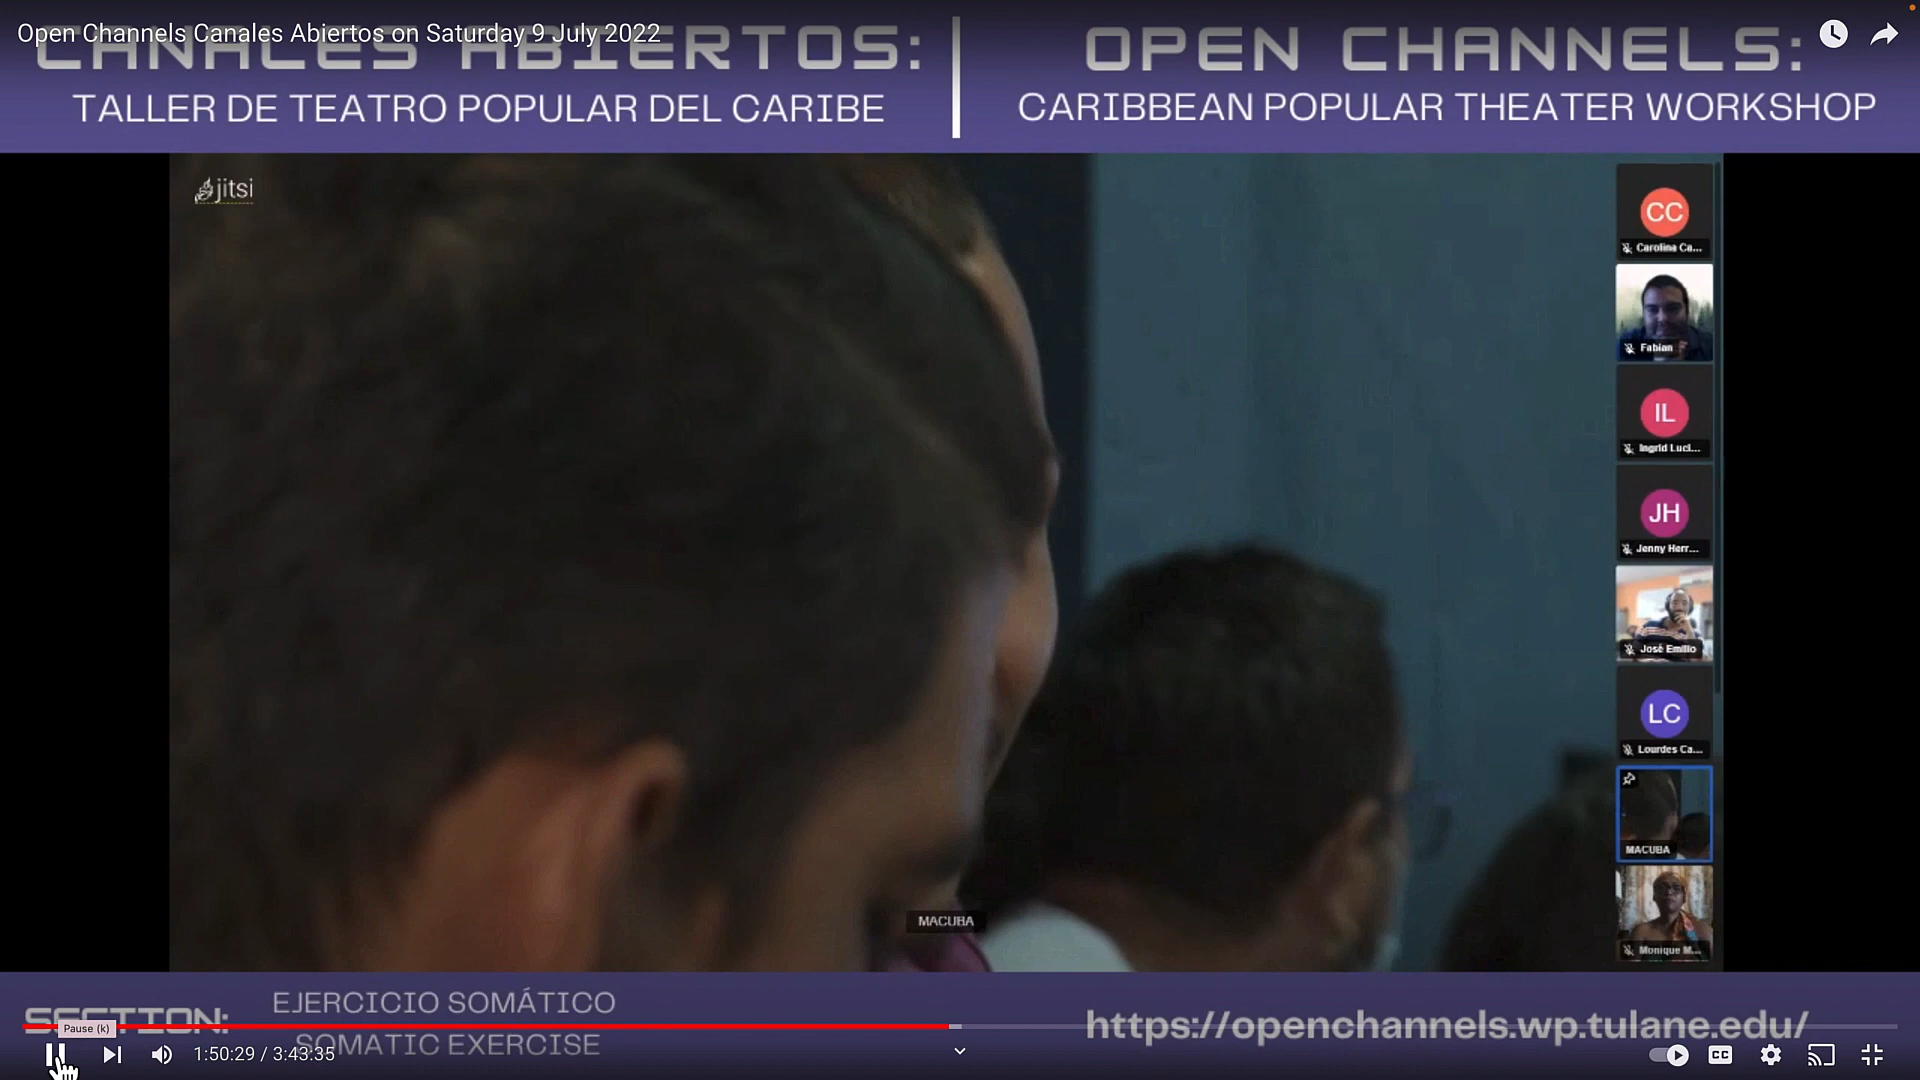 Open Channels Canales Abiertos on Saturday 9 July 2022
CANALES ABIERTOS:
TALLER DE TEATRO POPULAR DEL CARIBE
OPEN CHANNELS:
CARIBBEAN POPULAR THEATER WORKSHOP
jitsi
CC
Carolina Ca...
Fabian
IL
Ingrid Luci...
JH
Jenny Herr...
José Emilio
LC
Lourdes Ca...
MACUBA
Monique M...
MACUBA
SECTION:
EJERCICIO SOMÁTICO
SOMATIC EXERCISE
https://openchannels.wp.tulane.edu/
Pause (k)
1:50:29 / 3:43:35
CC